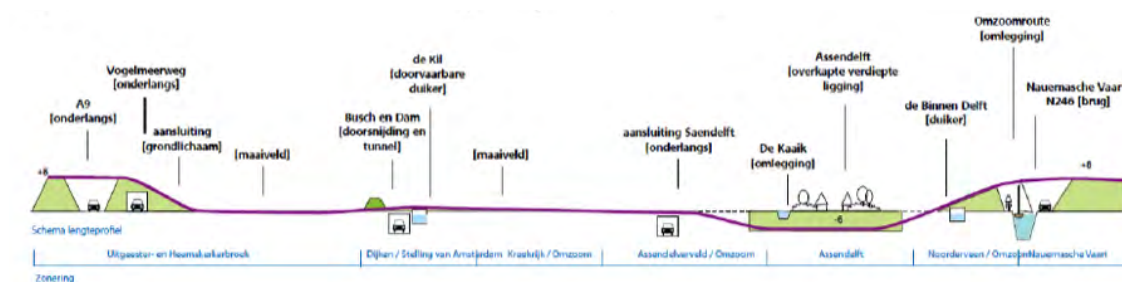 Omzoomroute
[omlegging]
de Kil
[doorvaarbare
duiker]
Assendelft
[overkapte verdiepte
ligging]
Vogelmeerweg
[onderlangs]
Nauernasche Vaart
N246 [brug]
A9
[onderlangs]
Busch en Dam
[doorsnijding en
tunnel]
de Binnen Delft
[duiker]
aansluiting
[grondlichaam]
aansluiting Saendelft
[onderlangs]
[maaiveld]
[maaiveld]
De Kaaik
[omlegging]
+8
+8
-6
Schema lengteprofiel
Uitgeester- en Heemskerkerbroek
Dijken / Stelling van Amsterdam
Kreekrijk / Omzoom
Assendelverveld / Omzoom
Assendelft
Noorderveen / Omzoom
Nauernasche Vaart
Zonering